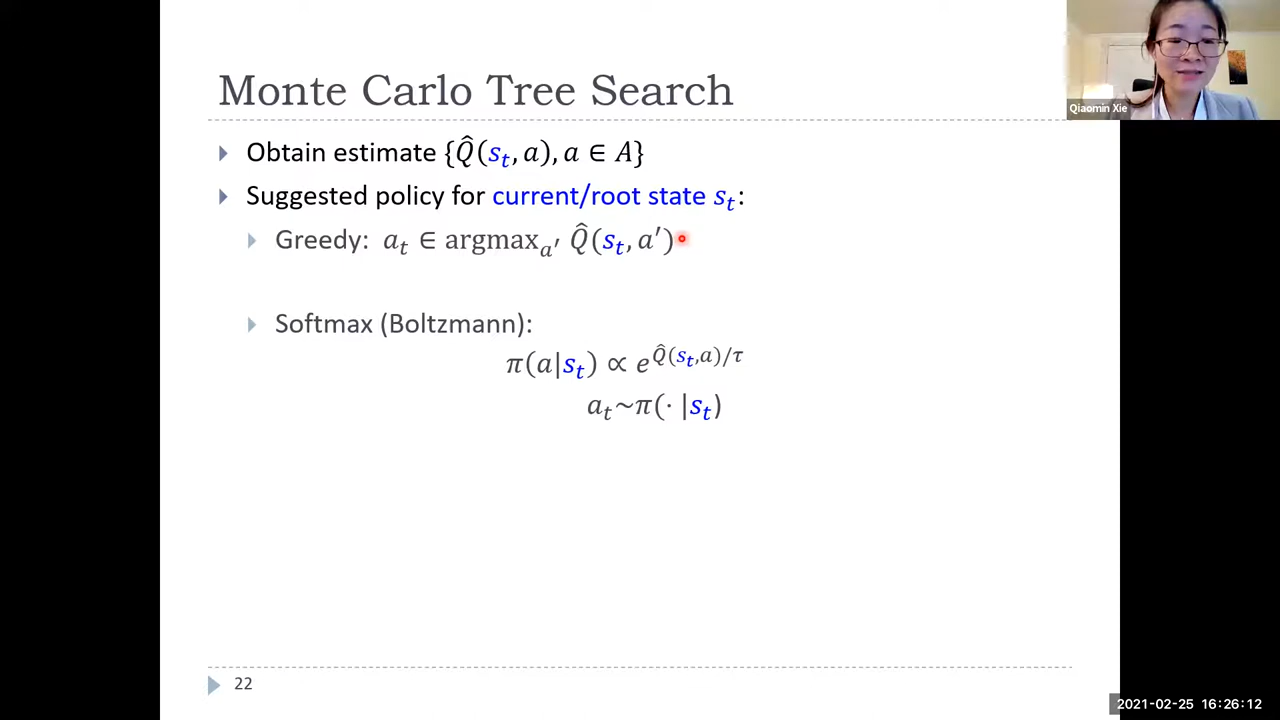 Qiaomin Xie
Monte Carlo Tree Search
Obtain estimate {Q̂(sₜ, a), a ∈ A}
Suggested policy for current/root state sₜ:
Greedy: aₜ ∈ argmaxₐ′ Q̂(sₜ, a′)
Softmax (Boltzmann):
π(a|sₜ) ∝ e^{Q̂(sₜ,a)/τ}
aₜ~π(· |sₜ)
22
2021-02-25 16:26:12